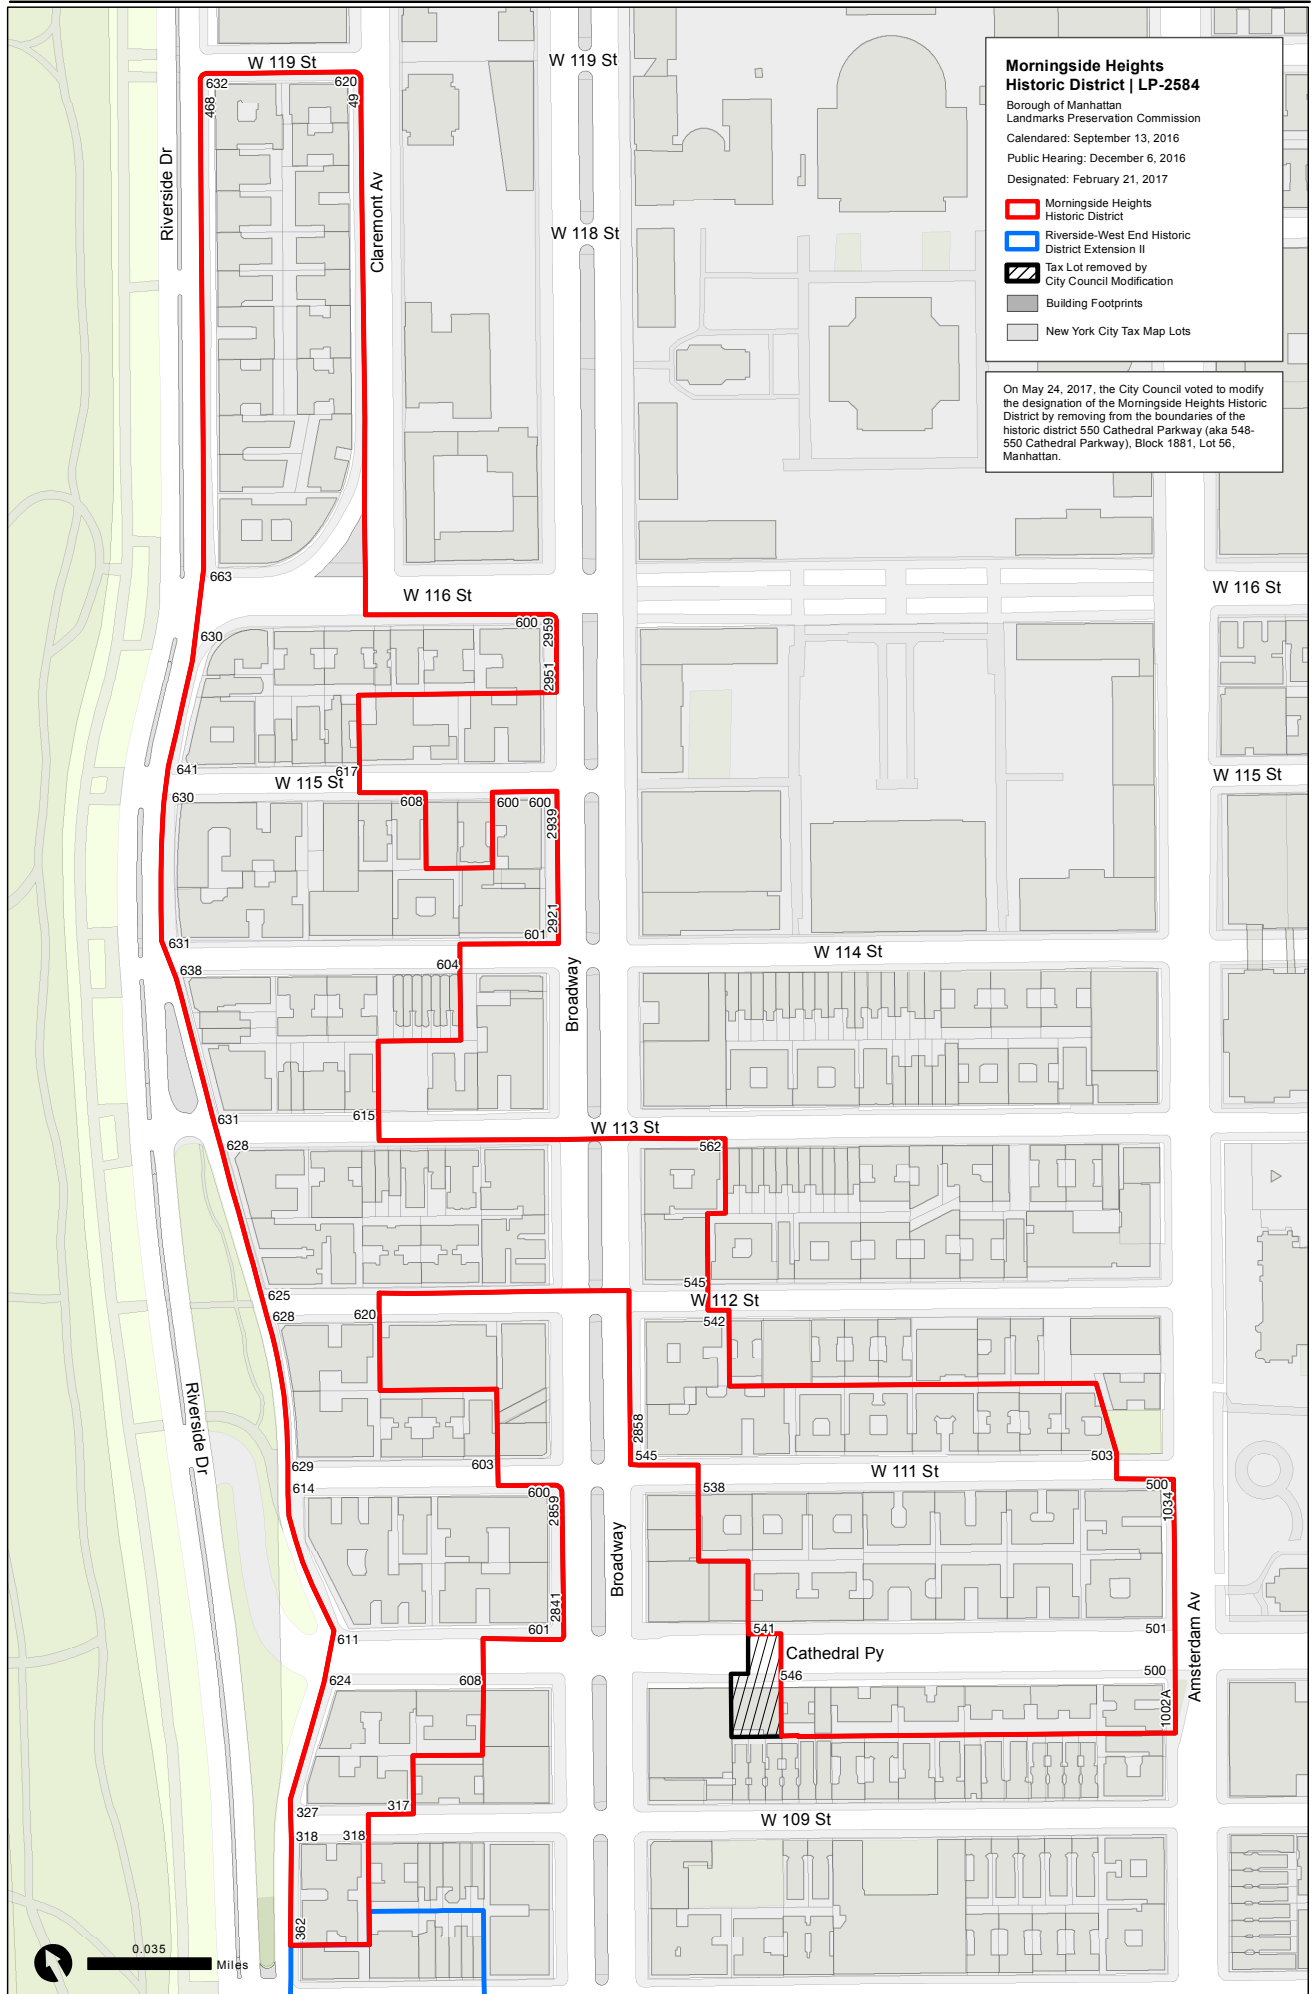 W 119 St
W 119 St
632
620
468
49
Riverside Dr
Claremont Av
W 118 St
Morningside Heights
Historic District | LP-2584
Borough of Manhattan
Landmarks Preservation Commission
Calendared: September 13, 2016
Public Hearing: December 6, 2016
Designated: February 21, 2017
Morningside Heights
Historic District
Riverside-West End Historic
District Extension II
Tax Lot removed by
City Council Modification
Building Footprints
New York City Tax Map Lots
On May 24, 2017, the City Council voted to modify
the designation of the Morningside Heights Historic
District by removing from the boundaries of the
historic district 550 Cathedral Parkway (aka 548-
550 Cathedral Parkway), Block 1881, Lot 56,
Manhattan.
663
W 116 St
W 116 St
630
600
2959
2951
641
617
W 115 St
W 115 St
630
608
600
600
2939
2921
631
601
W 114 St
638
604
Broadway
631
615
W 113 St
628
562
625
545
W 112 St
628
620
542
Riverside Dr
2858
629
603
545
503
W 111 St
614
600
538
500
2859
1034
Broadway
2841
611
601
541
501
Cathedral Py
Amsterdam Av
624
608
546
500
1002A
327
317
W 109 St
318
318
362
0.035
Miles